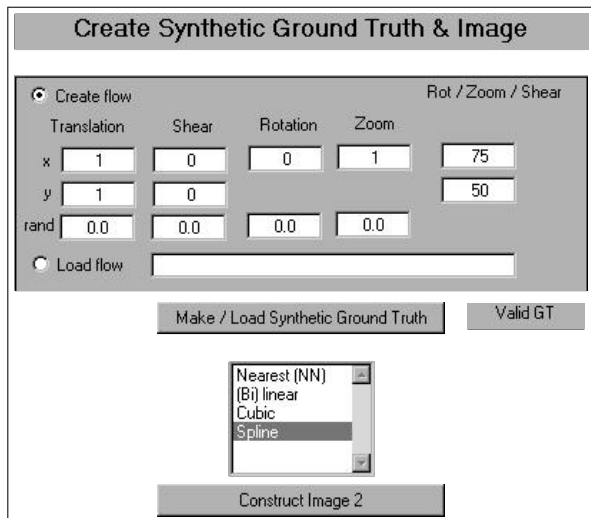 Create Synthetic Ground Truth & Image
Create flow Rot / Zoom / Shear
Translation Shear Rotation Zoom
x 1 0 0 1 75
y 1 0 50
rand 0.0 0.0 0.0 0.0
Load flow
Make / Load Synthetic Ground Truth Valid GT
Nearest (NN)
(Bi) linear
Cubic
Spline
Construct Image 2